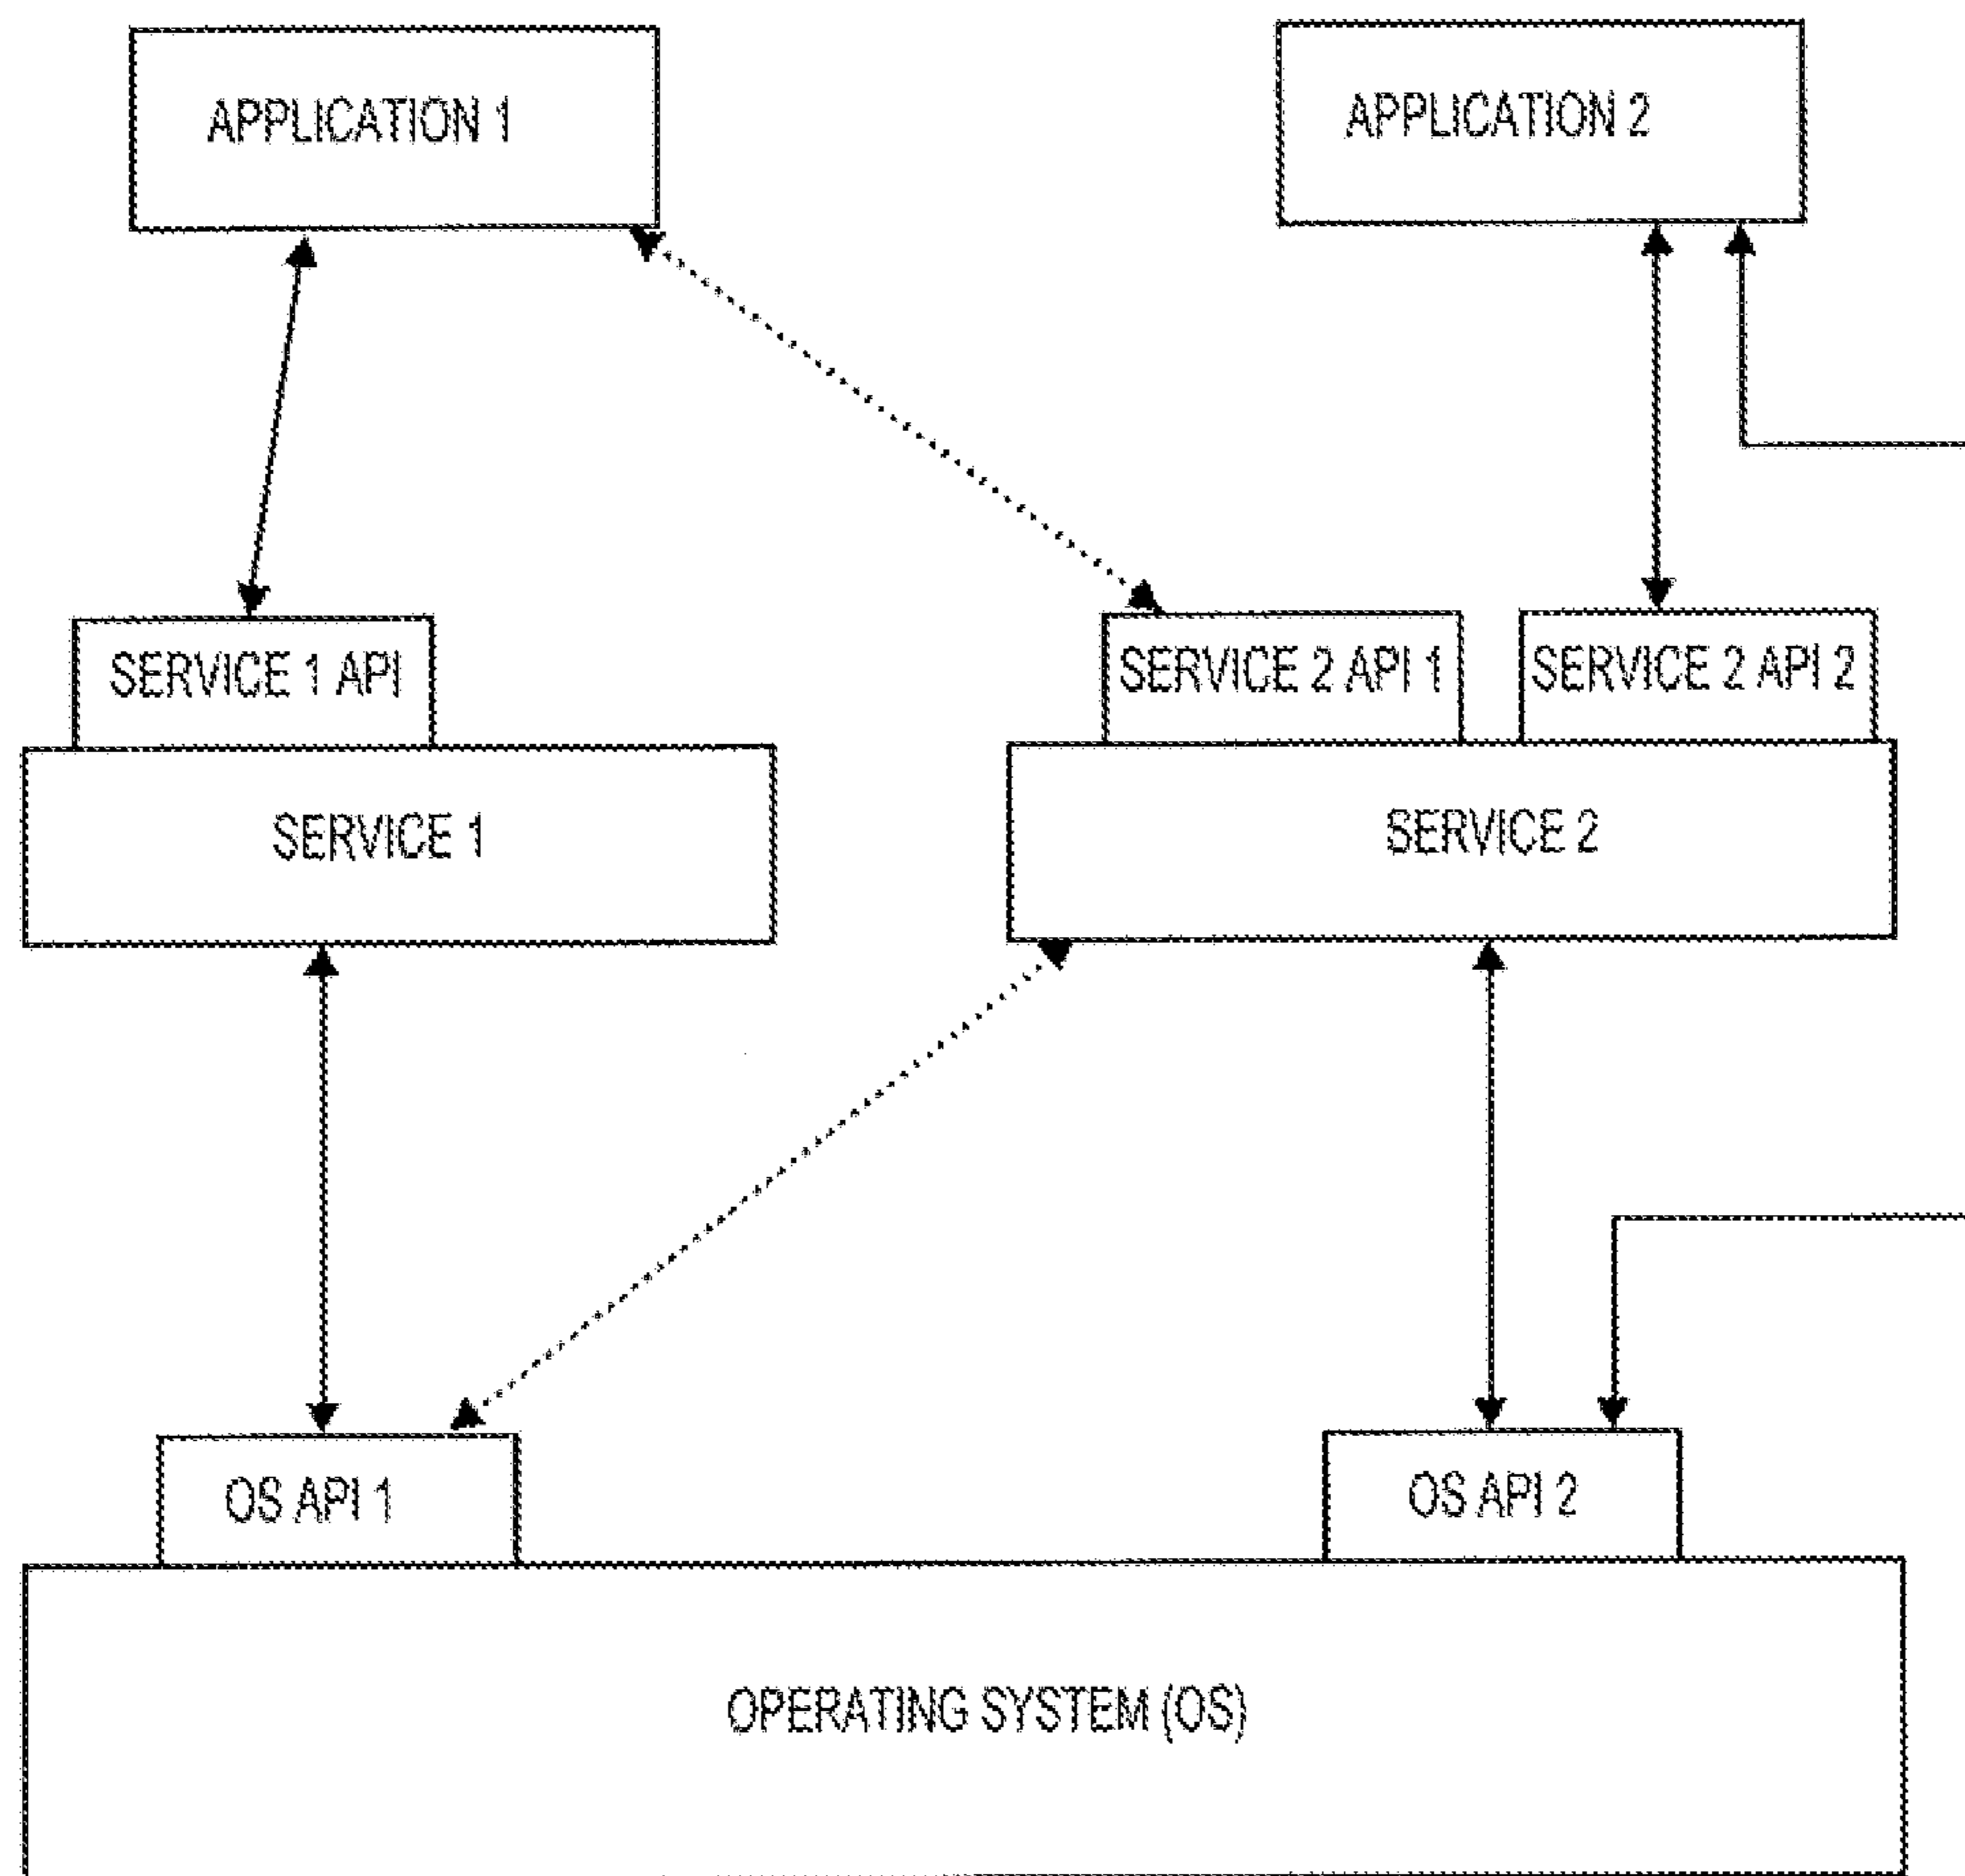 APPLICATION 1
APPLICATION 2
SERVICE 1 API
SERVICE 2 API 1
SERVICE 2 API 2
SERVICE 1
SERVICE 2
OS API 1
OS API 2
OPERATING SYSTEM (OS)